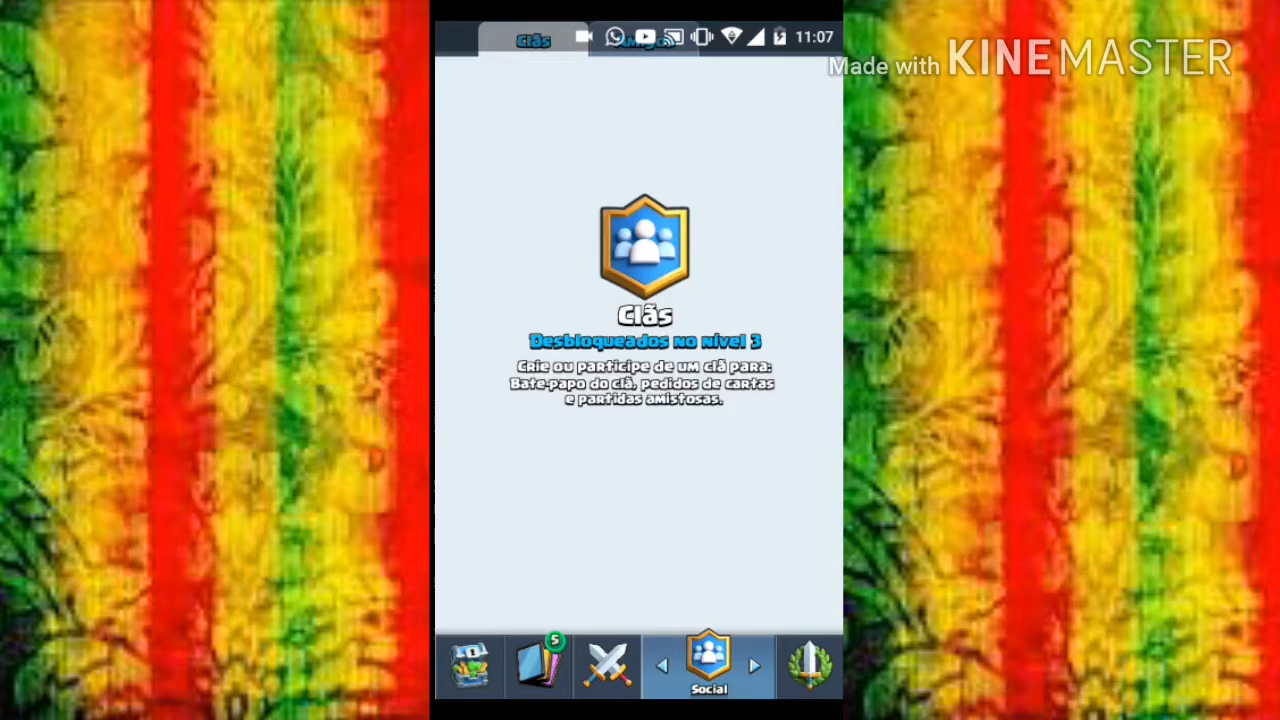 Clãs
11:07
Made with KINEMASTER
Clãs
Desbloqueados no nível 3
Crie ou participe de um clã para:
Bate-papo do clã, pedidos de cartas
e partidas amistosas.
5
Social